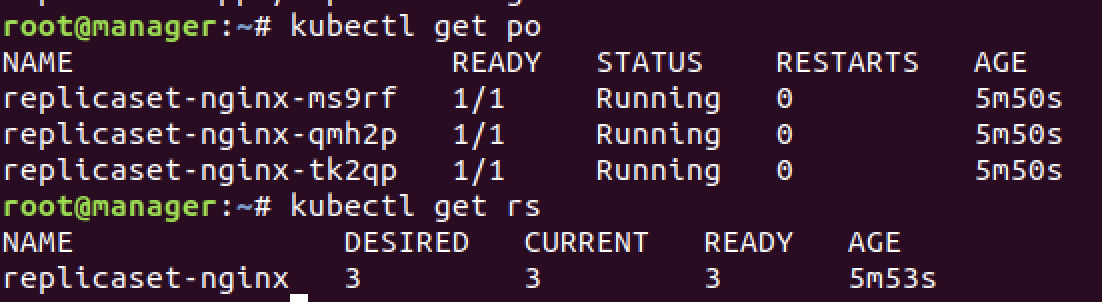 root@manager:~# kubectl get po
NAME READY STATUS RESTARTS AGE
replicaset-nginx-ms9rf 1/1 Running 0 5m50s
replicaset-nginx-qmh2p 1/1 Running 0 5m50s
replicaset-nginx-tk2qp 1/1 Running 0 5m50s
root@manager:~# kubectl get rs
NAME DESIRED CURRENT READY AGE
replicaset-nginx 3 3 3 5m53s